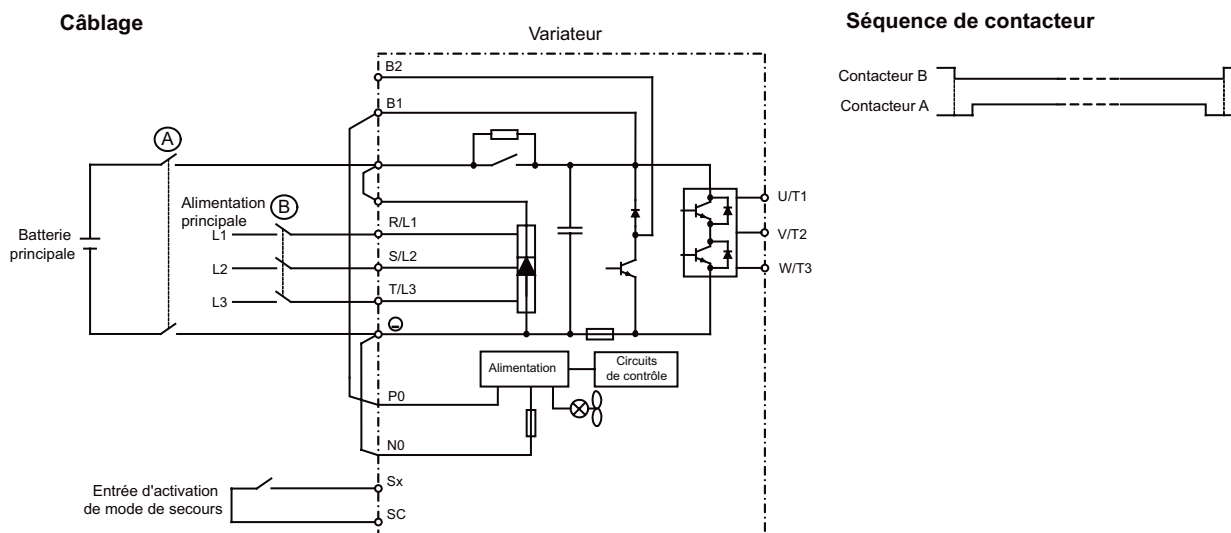 Câblage
Séquence de contacteur
Variateur
B2
B1
Contacteur B
Contacteur A
A
Alimentation
principale
B
Batterie
principale
L1
L2
L3
R/L1
S/L2
T/L3
U/T1
V/T2
W/T3
Alimentation
Circuits
de contrôle
P0
N0
Entrée d'activation
de mode de secours
Sx
SC